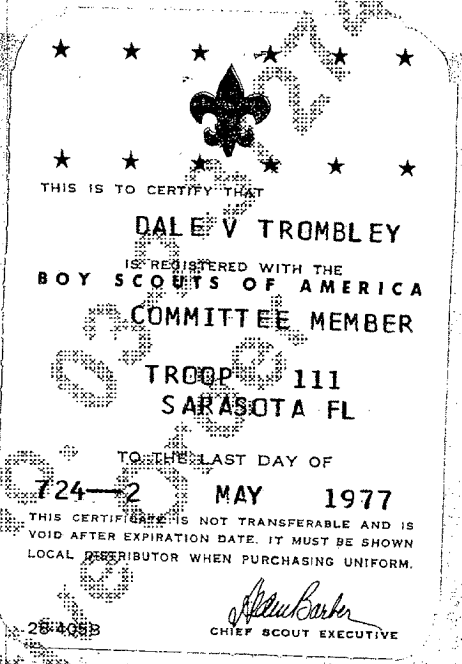 THIS IS TO CERTIFY THAT
DALE V TROMBLEY
IS REGISTERED WITH THE
BOY SCOUTS OF AMERICA
COMMITTEE MEMBER
TROOP 111
SARASOTA FL
TO THE LAST DAY OF
724—2 MAY 1977
THIS CERTIFICATE IS NOT TRANSFERABLE AND IS
VOID AFTER EXPIRATION DATE. IT MUST BE SHOWN
LOCAL DISTRIBUTOR WHEN PURCHASING UNIFORM.
28-405B
CHIEF SCOUT EXECUTIVE